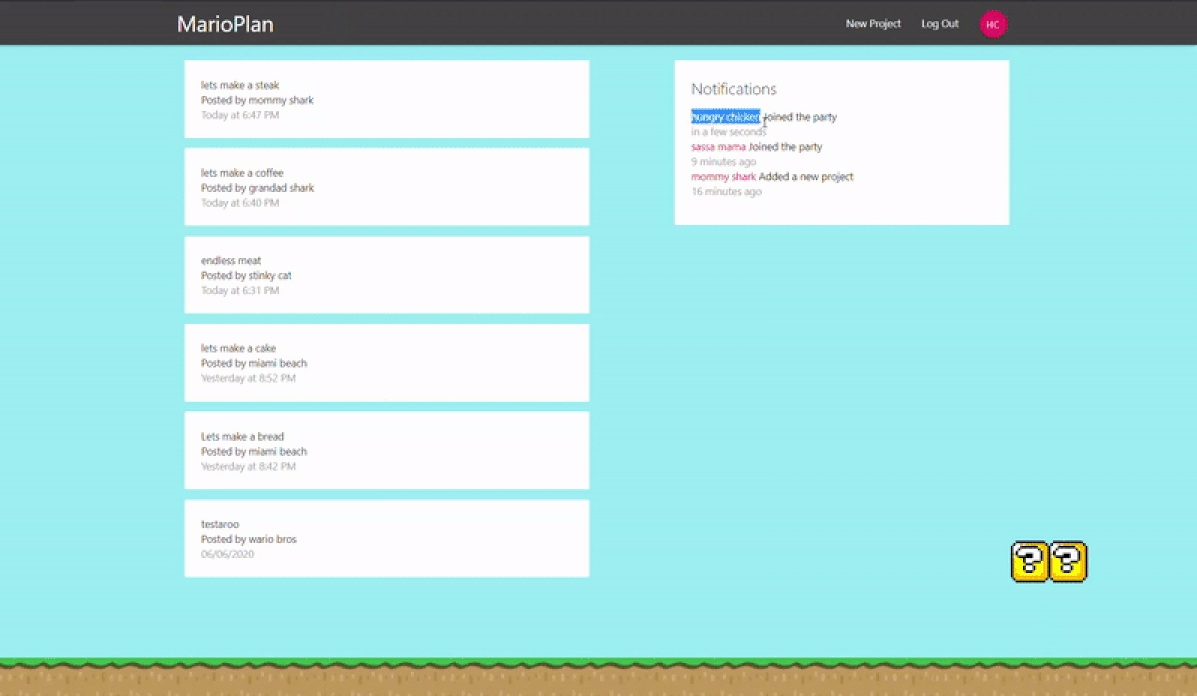 MarioPlan
New Project
Log Out
HC
lets make a steak
Posted by mommy shark
Today at 6:47 PM
lets make a coffee
Posted by grandad shark
Today at 6:40 PM
endless meat
Posted by stinky cat
Today at 6:31 PM
lets make a cake
Posted by miami beach
Yesterday at 8:52 PM
Lets make a bread
Posted by miami beach
Yesterday at 8:42 PM
testaroo
Posted by wario bros
06/06/2020
Notifications
hungry chicken Joined the party
in a few seconds
sassa mama Joined the party
9 minutes ago
mommy shark Added a new project
16 minutes ago
? ?